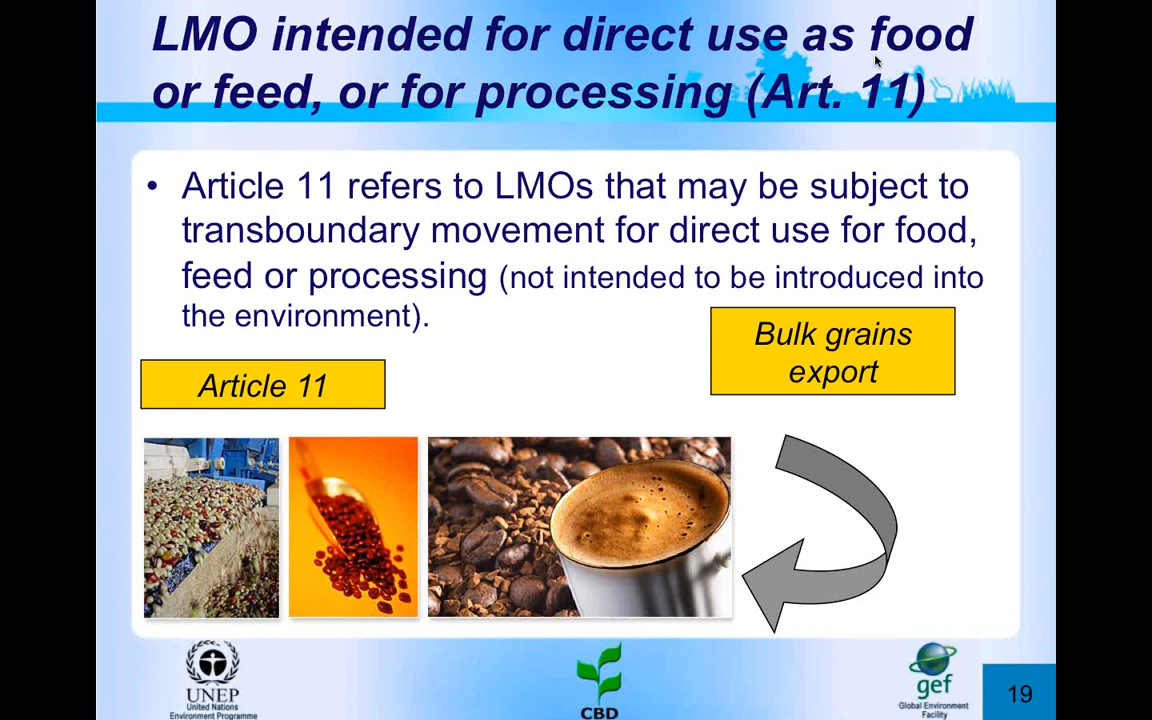 LMO intended for direct use as food
or feed, or for processing (Art. 11)
• Article 11 refers to LMOs that may be subject to
transboundary movement for direct use for food,
feed or processing (not intended to be introduced into
the environment).
Bulk grains
export
Article 11
UNEP
United Nations
Environment Programme
CBD
gef
Global Environment
Facility
19